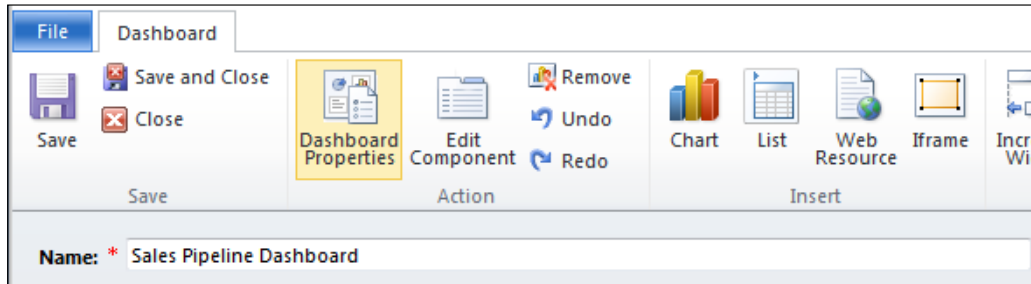 File Dashboard
Save
Save and Close
Close
Save
Dashboard
Properties
Edit
Component
Remove
Undo
Redo
Action
Chart
List
Web
Resource
Iframe
Insert
Name: * Sales Pipeline Dashboard